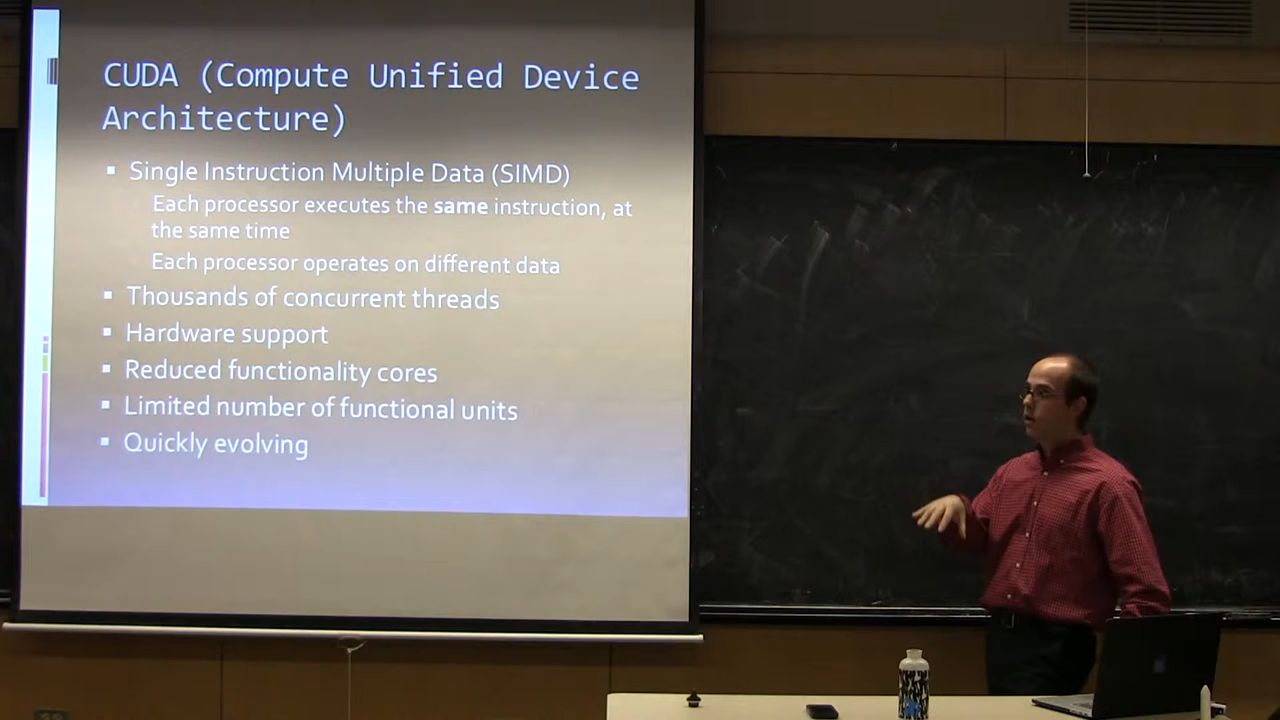 CUDA (Compute Unified Device
Architecture)
▪ Single Instruction Multiple Data (SIMD)
Each processor executes the same instruction, at
the same time
Each processor operates on different data
▪ Thousands of concurrent threads
▪ Hardware support
▪ Reduced functionality cores
▪ Limited number of functional units
▪ Quickly evolving